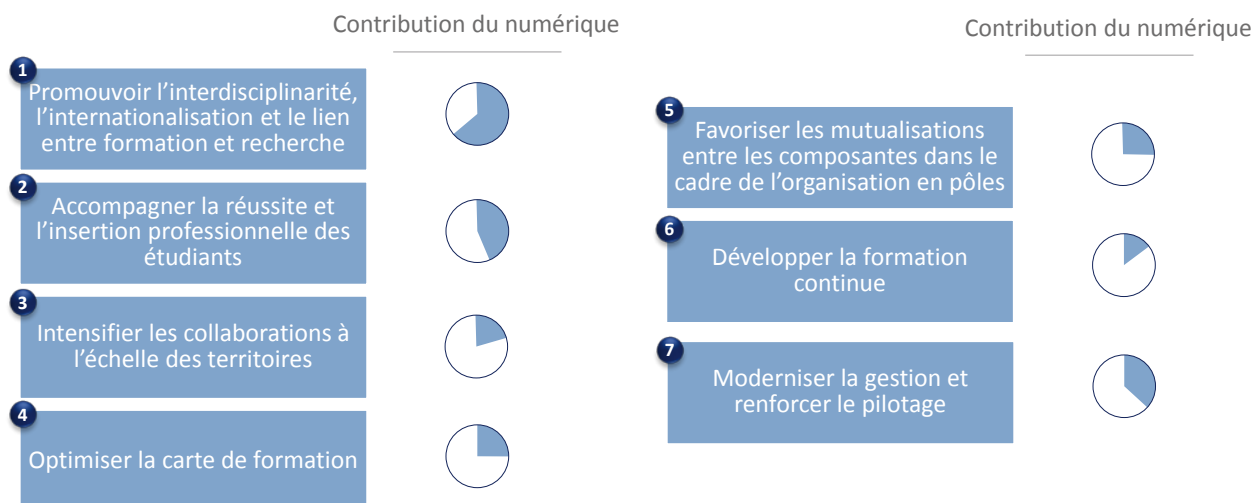 Contribution du numérique
1
Promouvoir l’interdisciplinarité,
l’internationalisation et le lien
entre formation et recherche
2
Accompagner la réussite et
l’insertion professionnelle des
étudiants
3
Intensifier les collaborations à
l’échelle des territoires
4
Optimiser la carte de formation
Contribution du numérique
5
Favoriser les mutualisations
entre les composantes dans le
cadre de l’organisation en pôles
6
Développer la formation
continue
7
Moderniser la gestion et
renforcer le pilotage